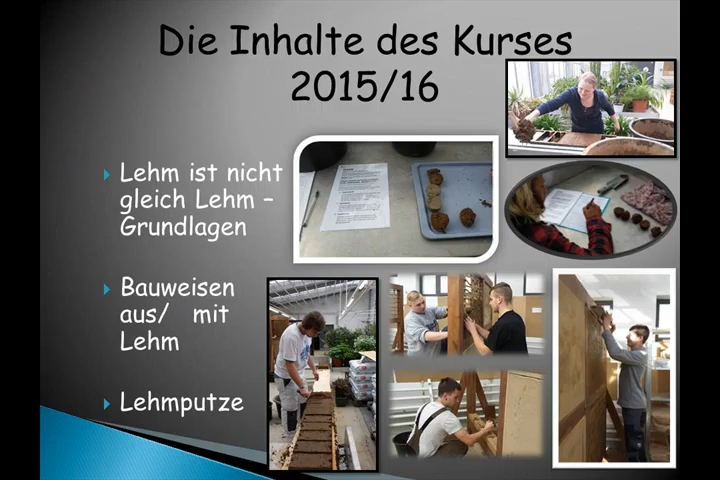 Die Inhalte des Kurses
2015/16
Lehm ist nicht
gleich Lehm –
Grundlagen
Bauweisen
aus/ mit
Lehm
Lehmputze